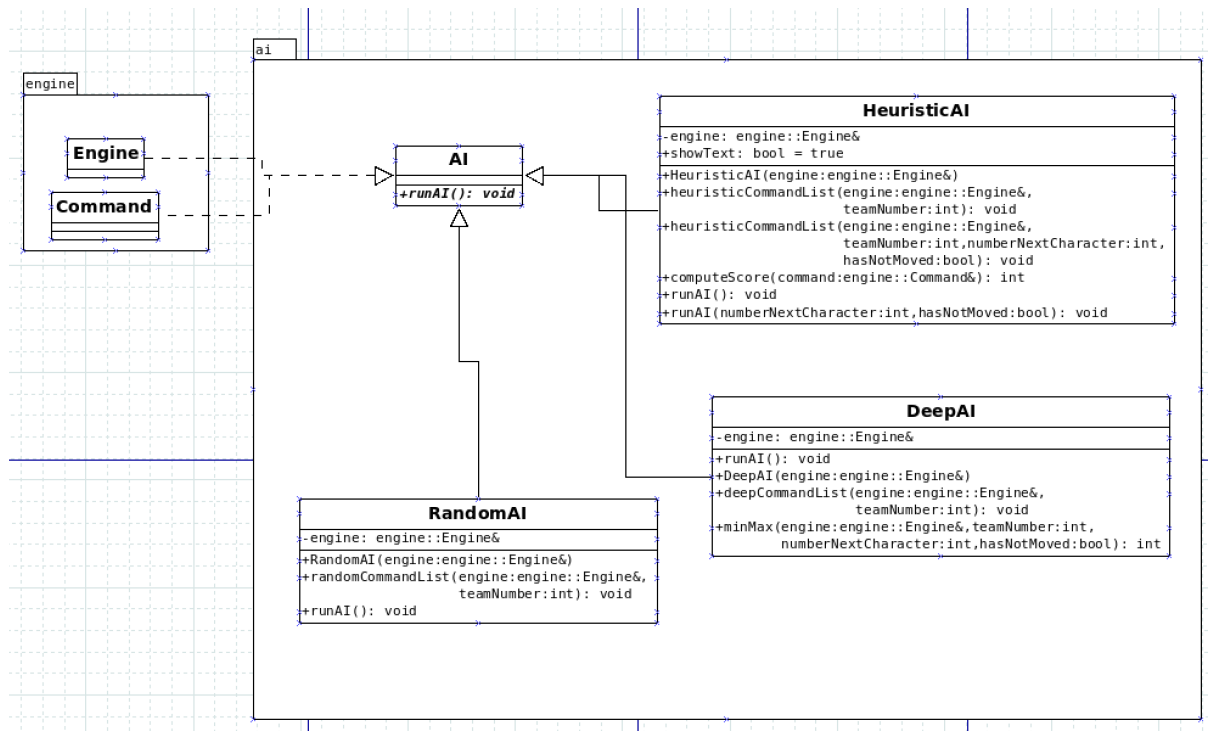 ai
engine
Engine
Command
AI
+runAI(): void
HeuristicAI
-engine: engine::Engine&
+showText: bool = true
+HeuristicAI(engine:engine::Engine&)
+heuristicCommandList(engine:engine::Engine&,
teamNumber:int): void
+heuristicCommandList(engine:engine::Engine&,
teamNumber:int,numberNextCharacter:int,
hasNotMoved:bool): void
+computeScore(command:engine::Command&): int
+runAI(): void
+runAI(numberNextCharacter:int,hasNotMoved:bool): void
DeepAI
-engine: engine::Engine&
+runAI(): void
+DeepAI(engine:engine::Engine&)
+deepCommandList(engine:engine::Engine&,
teamNumber:int): void
+minMax(engine:engine::Engine&,teamNumber:int,
numberNextCharacter:int,hasNotMoved:bool): int
RandomAI
-engine: engine::Engine&
+RandomAI(engine:engine::Engine&)
+randomCommandList(engine:engine::Engine&,
teamNumber:int): void
+runAI(): void